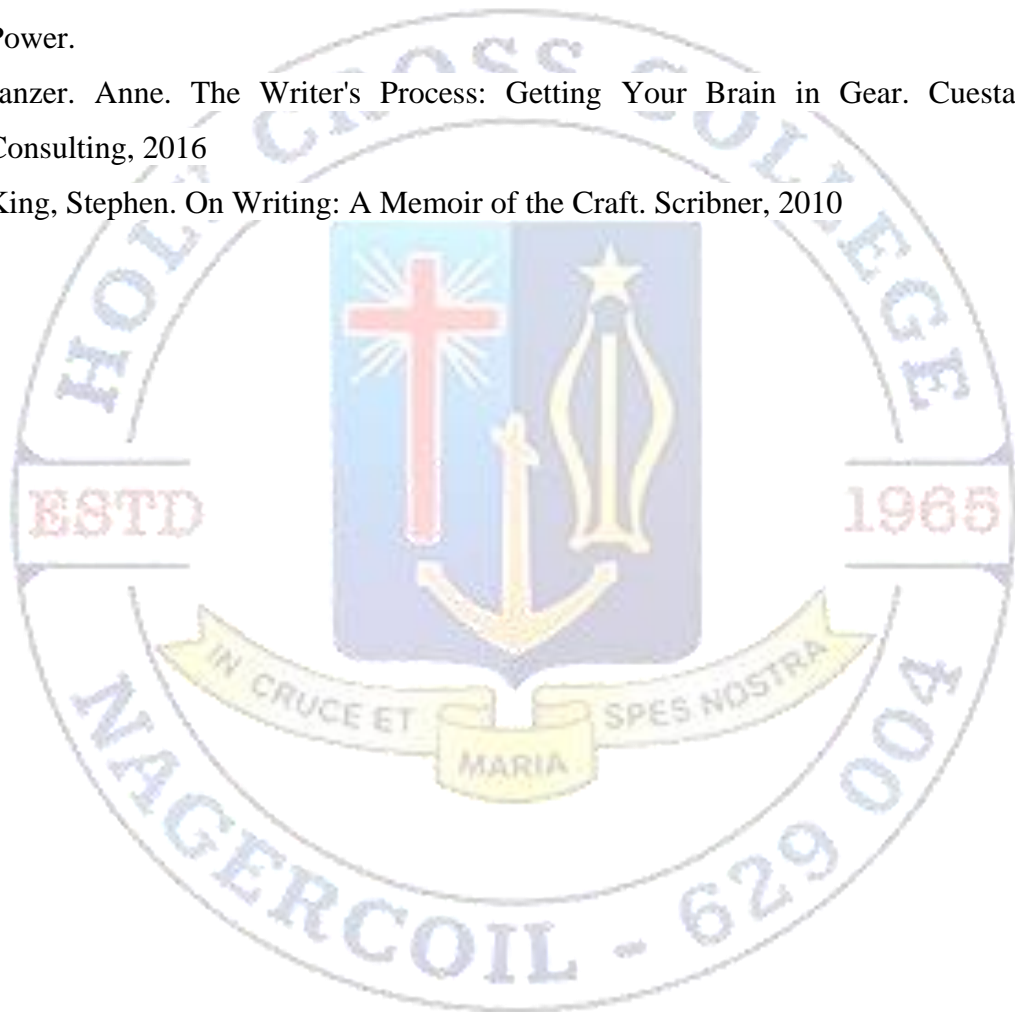 Power.
anzer. Anne. The Writer's Process: Getting Your Brain in Gear. Cuesta
Consulting, 2016
King, Stephen. On Writing: A Memoir of the Craft. Scribner, 2010
HOLY CROSS COLLEGE
ESTD 1965
IN CRUCE ET MARIA SPES NOSTRA
NAGERCOIL - 629 004